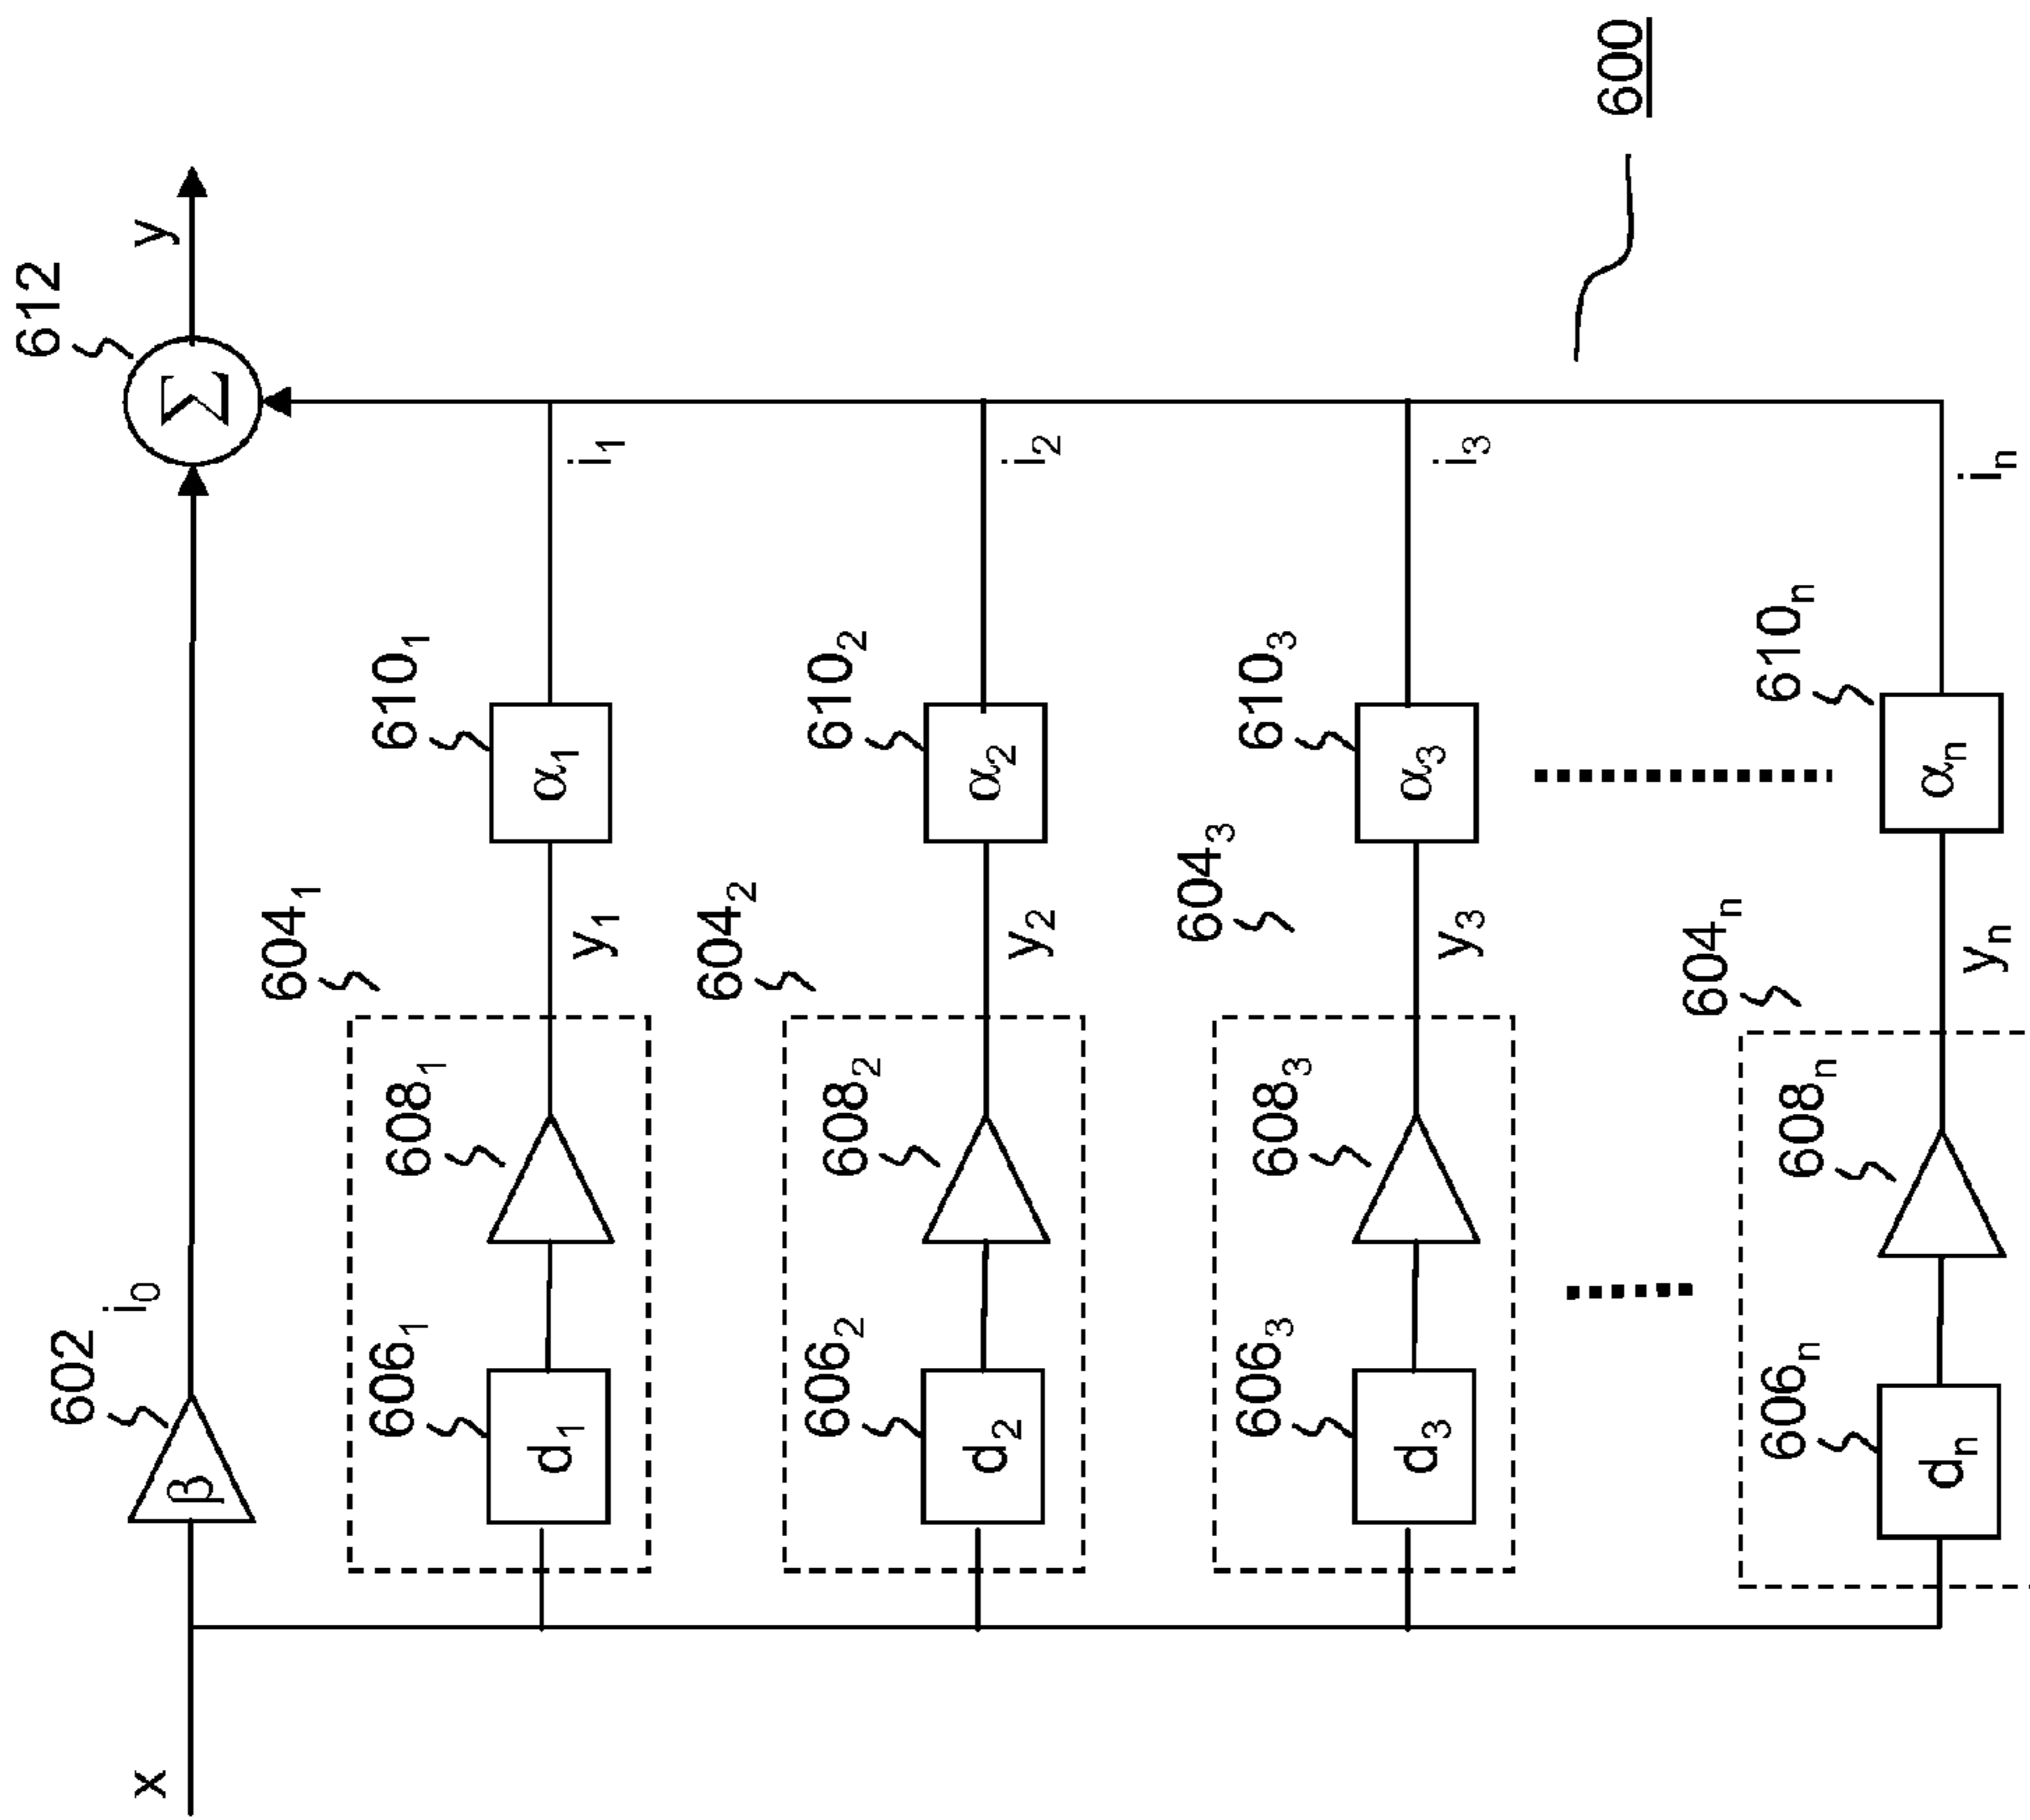 x
602
β
i₀
612
Σ
y
604₁
606₁
d₁
608₁
y₁
610₁
α₁
i₁
604₂
606₂
d₂
608₂
y₂
610₂
α₂
i₂
604₃
606₃
d₃
608₃
y₃
610₃
α₃
i₃
604ₙ
606ₙ
dₙ
608ₙ
yₙ
610ₙ
αₙ
iₙ
600